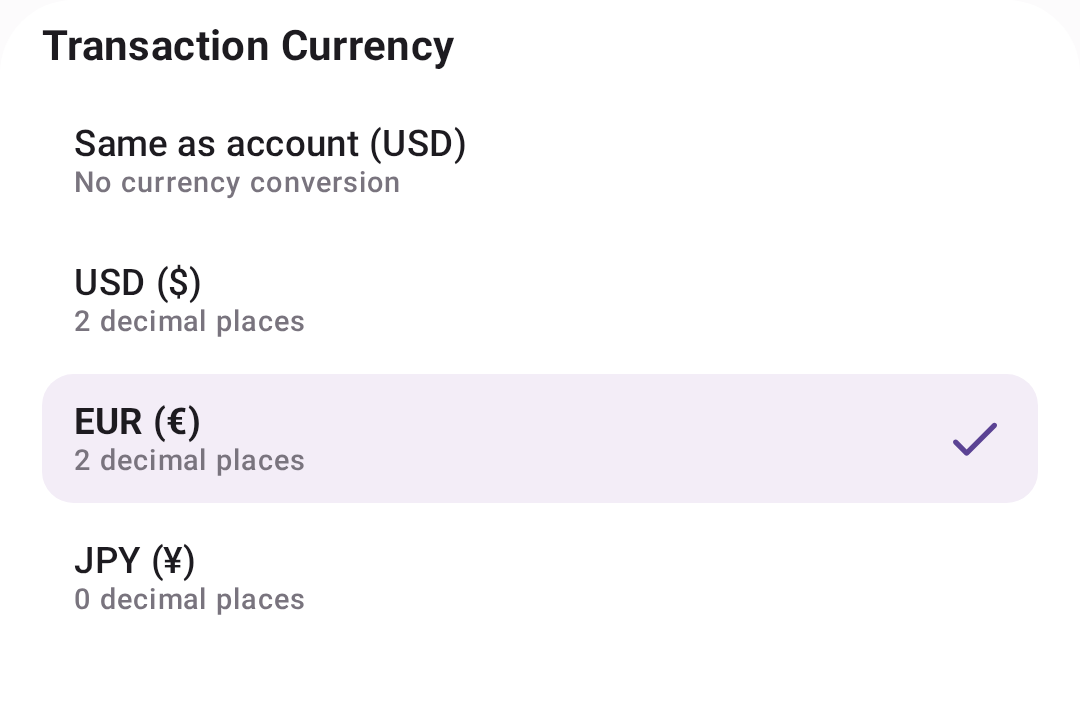 Transaction Currency
Same as account (USD)
No currency conversion
USD ($)
2 decimal places
EUR (€)
2 decimal places
JPY (¥)
0 decimal places